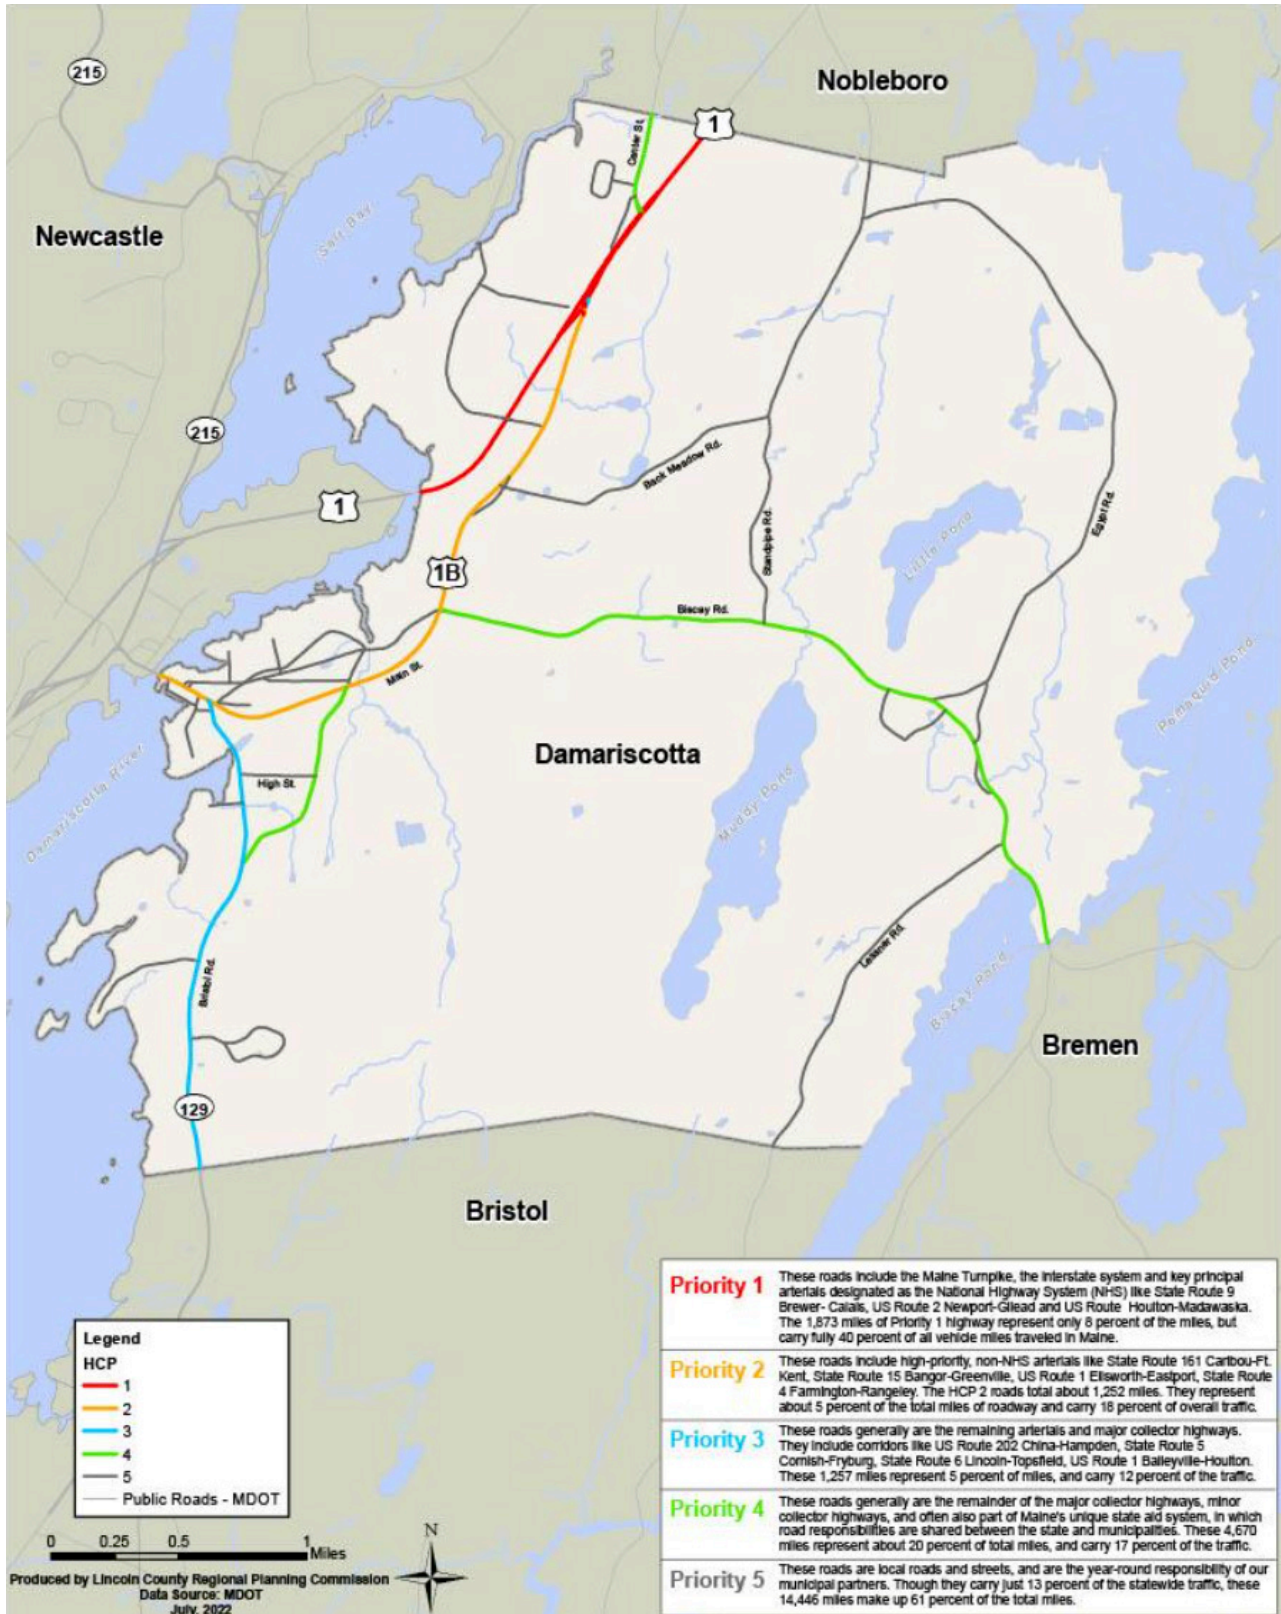 215
Nobleboro
1
Center St.
Newcastle
Salt Bay
215
Back Meadow Rd.
1
Standpipe Rd.
Egypt Rd.
Little Pond
1B
Biscay Rd.
Main St.
Pemaquid Pond
Damariscotta
High St.
Damariscotta River
Muddy Pond
Lessner Rd.
Bristol Rd.
Biscay Pond
Bremen
129
Bristol
Legend
HCP
1
2
3
4
5
Public Roads - MDOT
0 0.25 0.5 1
Miles
N
Produced by Lincoln County Regional Planning Commission
Data Source: MDOT
July, 2022
Priority 1
These roads include the Maine Turnpike, the interstate system and key principal
arterials designated as the National Highway System (NHS) like State Route 9
Brewer- Calais, US Route 2 Newport-Gilead and US Route Houlton-Madawaska.
The 1,873 miles of Priority 1 highway represent only 8 percent of the miles, but
carry fully 40 percent of all vehicle miles traveled in Maine.
Priority 2
These roads include high-priority, non-NHS arterials like State Route 161 Caribou-Ft.
Kent, State Route 15 Bangor-Greenville, US Route 1 Ellsworth-Eastport, State Route
4 Farmington-Rangeley. The HCP 2 roads total about 1,252 miles. They represent
about 5 percent of the total miles of roadway and carry 18 percent of overall traffic.
Priority 3
These roads generally are the remaining arterials and major collector highways.
They include corridors like US Route 202 China-Hampden, State Route 5
Cornish-Fryburg, State Route 6 Lincoln-Topsfield, US Route 1 Baileyville-Houlton.
These 1,257 miles represent 5 percent of miles, and carry 12 percent of the traffic.
Priority 4
These roads generally are the remainder of the major collector highways, minor
collector highways, and often also part of Maine's unique state aid system, in which
road responsibilities are shared between the state and municipalities. These 4,670
miles represent about 20 percent of total miles, and carry 17 percent of the traffic.
Priority 5
These roads are local roads and streets, and are the year-round responsibility of our
municipal partners. Though they carry just 13 percent of the statewide traffic, these
14,446 miles make up 61 percent of the total miles.